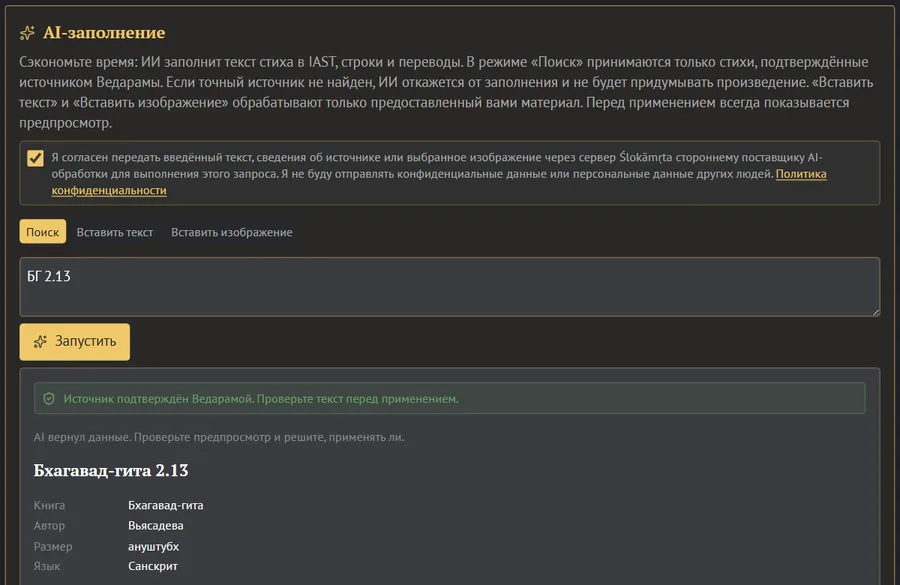 AI-заполнение
Сэкономьте время: ИИ заполнит текст стиха в IAST, строки и переводы. В режиме «Поиск» принимаются только стихи, подтверждённые
источником Ведарамы. Если точный источник не найден, ИИ откажется от заполнения и не будет придумывать произведение. «Вставить
текст» и «Вставить изображение» обрабатывают только предоставленный вами материал. Перед применением всегда показывается
предпросмотр.
Я согласен передать введённый текст, сведения об источнике или выбранное изображение через сервер Ślokāmṛta стороннему поставщику AI-
обработки для выполнения этого запроса. Я не буду отправлять конфиденциальные данные или персональные данные других людей. Политика
конфиденциальности
Поиск Вставить текст Вставить изображение
БГ 2.13
Запустить
Источник подтверждён Ведарамой. Проверьте текст перед применением.
AI вернул данные. Проверьте предпросмотр и решите, применять ли.
Бхагавад-гита 2.13
Книга Бхагавад-гита
Автор Вьясадева
Размер ануштубх
Язык Санскрит